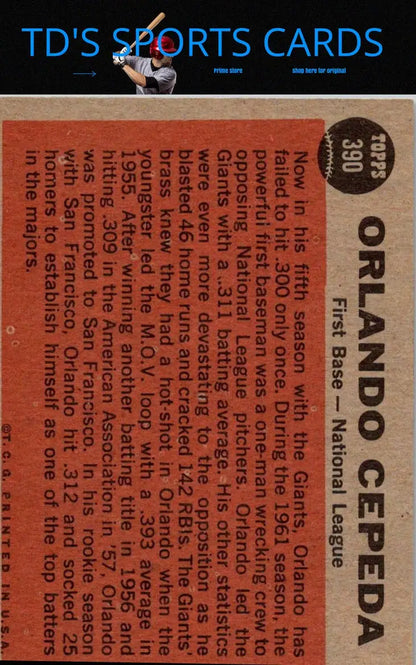 TD'S SPORTS CARDS
prime store
shop here for original
TOPPS
390
ORLANDO CEPEDA
First Base — National League
Now in his fifth season with the Giants, Orlando has
failed to hit .300 only once. During the 1961 season, the
powerful first baseman was a one-man wrecking crew to
opposing National League pitchers. Orlando led the
Giants with a .311 batting average. His other statistics
were even more devastating to the opposition as he
blasted 46 home runs and cracked 142 RBIs. The Giants'
brass knew they had a hot-shot in Orlando when the
youngster led the M.O.V. loop with a .393 average in
1955. After winning another batting title in 1956 and
hitting .309 in the American Association in '57, Orlando
was promoted to San Francisco. In his rookie season
with San Francisco, Orlando hit .312 and socked 25
homers to establish himself as one of the top batters
in the majors.
©T.C.G. PRINTED IN U.S.A.